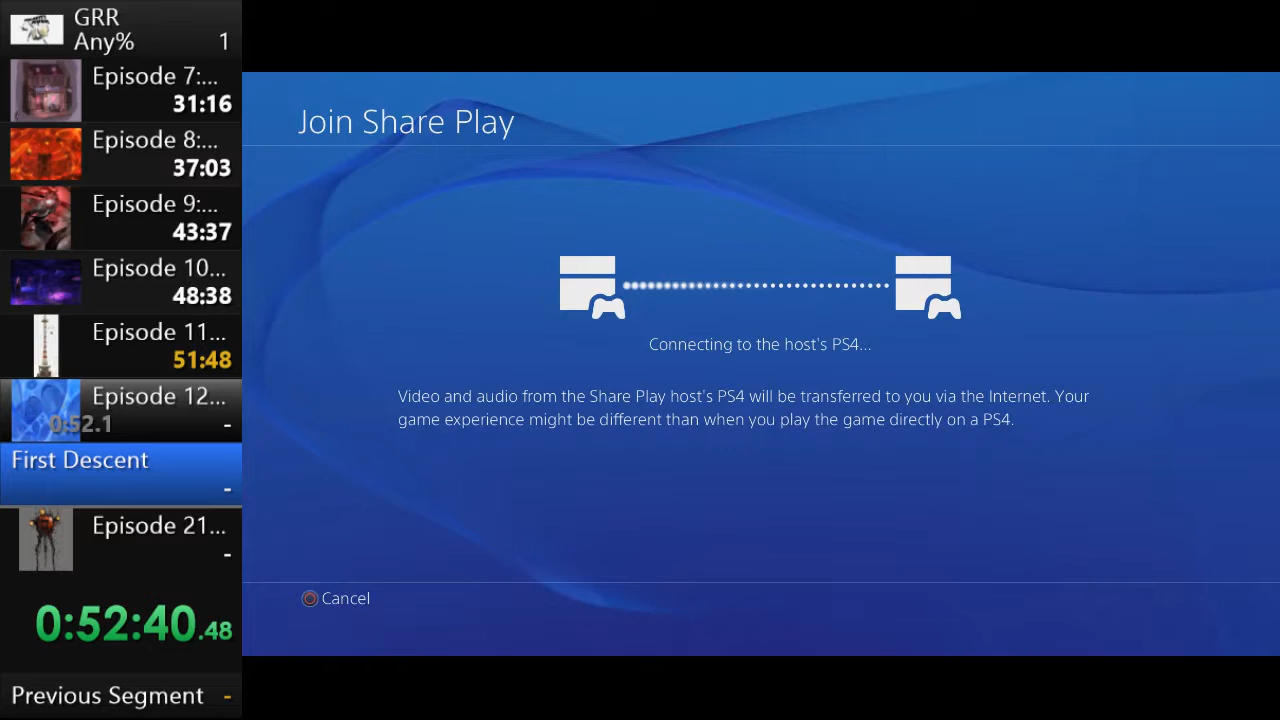 GRR
Any% 1
Episode 7:...
31:16
Episode 8:...
37:03
Episode 9:...
43:37
Episode 10...
48:38
Episode 11...
51:48
Episode 12...
0:52.1 -
First Descent
-
Episode 21...
-
0:52:40.48
Previous Segment -
Join Share Play
Connecting to the host's PS4...
Video and audio from the Share Play host's PS4 will be transferred to you via the Internet. Your
game experience might be different than when you play the game directly on a PS4.
Cancel